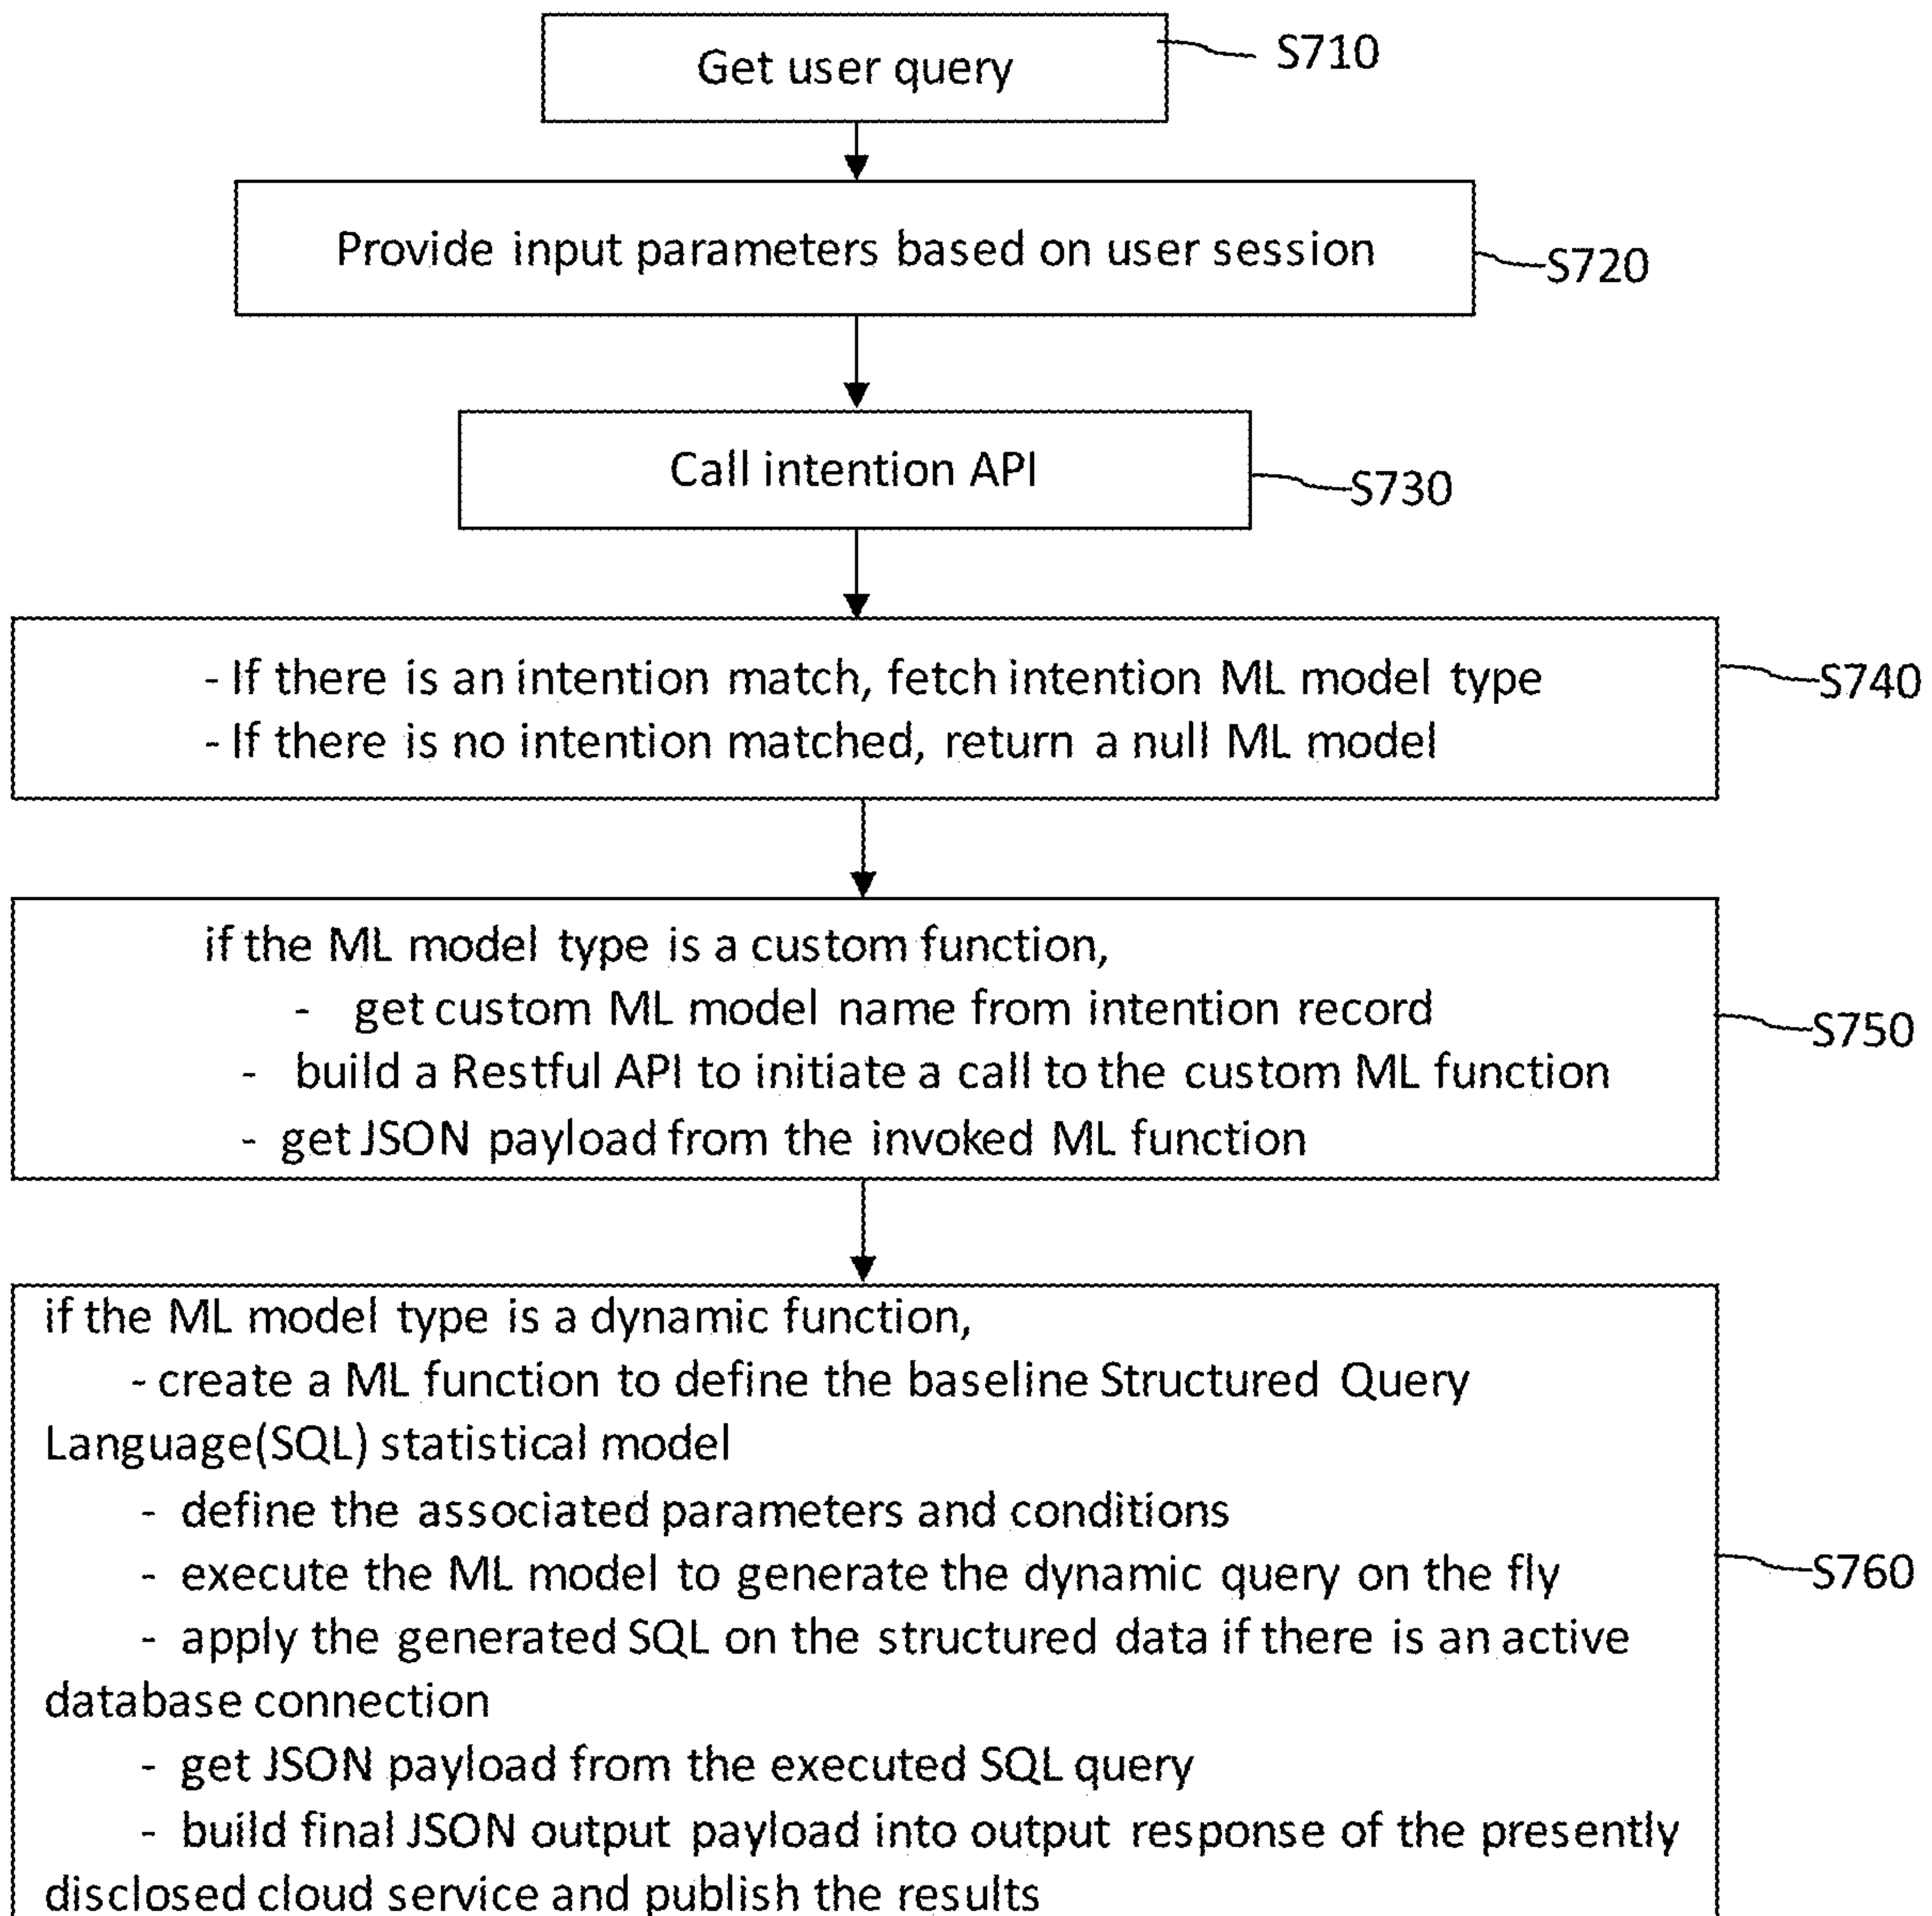 Get user query
S710
Provide input parameters based on user session
S720
Call intention API
S730
- If there is an intention match, fetch intention ML model type
- If there is no intention matched, return a null ML model
S740
if the ML model type is a custom function,
- get custom ML model name from intention record
- build a Restful API to initiate a call to the custom ML function
- get JSON payload from the invoked ML function
S750
if the ML model type is a dynamic function,
- create a ML function to define the baseline Structured Query
Language(SQL) statistical model
- define the associated parameters and conditions
- execute the ML model to generate the dynamic query on the fly
- apply the generated SQL on the structured data if there is an active
database connection
- get JSON payload from the executed SQL query
- build final JSON output payload into output response of the presently
disclosed cloud service and publish the results
S760